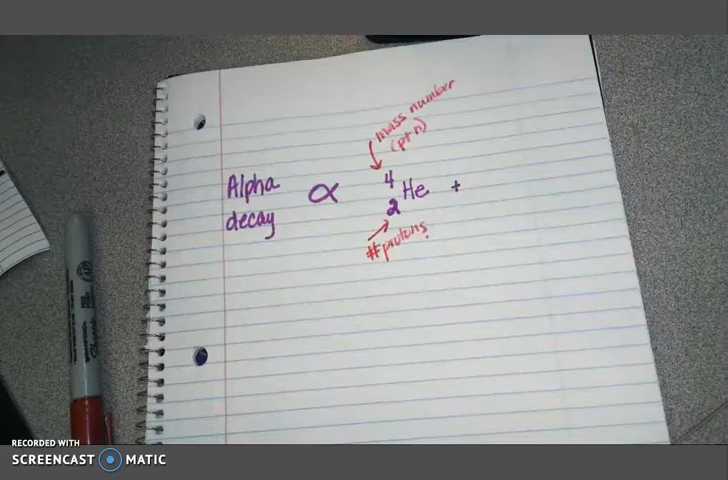 mass number
(p+n)
Alpha
decay
α
4
2
He +
#protons
RECORDED WITH
SCREENCAST MATIC